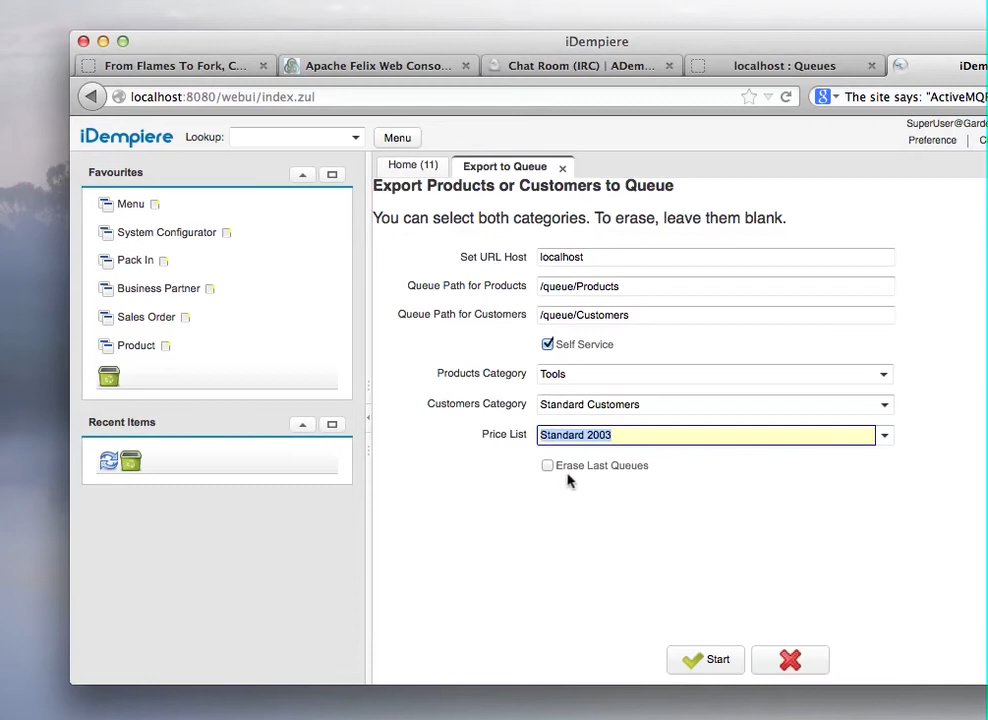 iDempiere
From Flames To Fork, C...
Apache Felix Web Conso...
Chat Room (IRC) | ADem...
localhost : Queues
iDem
localhost:8080/webui/index.zul
The site says: "ActiveMQ
iDempiere
Lookup:
Menu
SuperUser@Garde
Preference
Favourites
Home (11)
Export to Queue
Export Products or Customers to Queue
Menu
You can select both categories. To erase, leave them blank.
System Configurator
Set URL Host
localhost
Pack In
Queue Path for Products
/queue/Products
Business Partner
Queue Path for Customers
/queue/Customers
Sales Order
Self Service
Product
Products Category
Tools
Customers Category
Standard Customers
Recent Items
Price List
Standard 2003
Erase Last Queues
Start